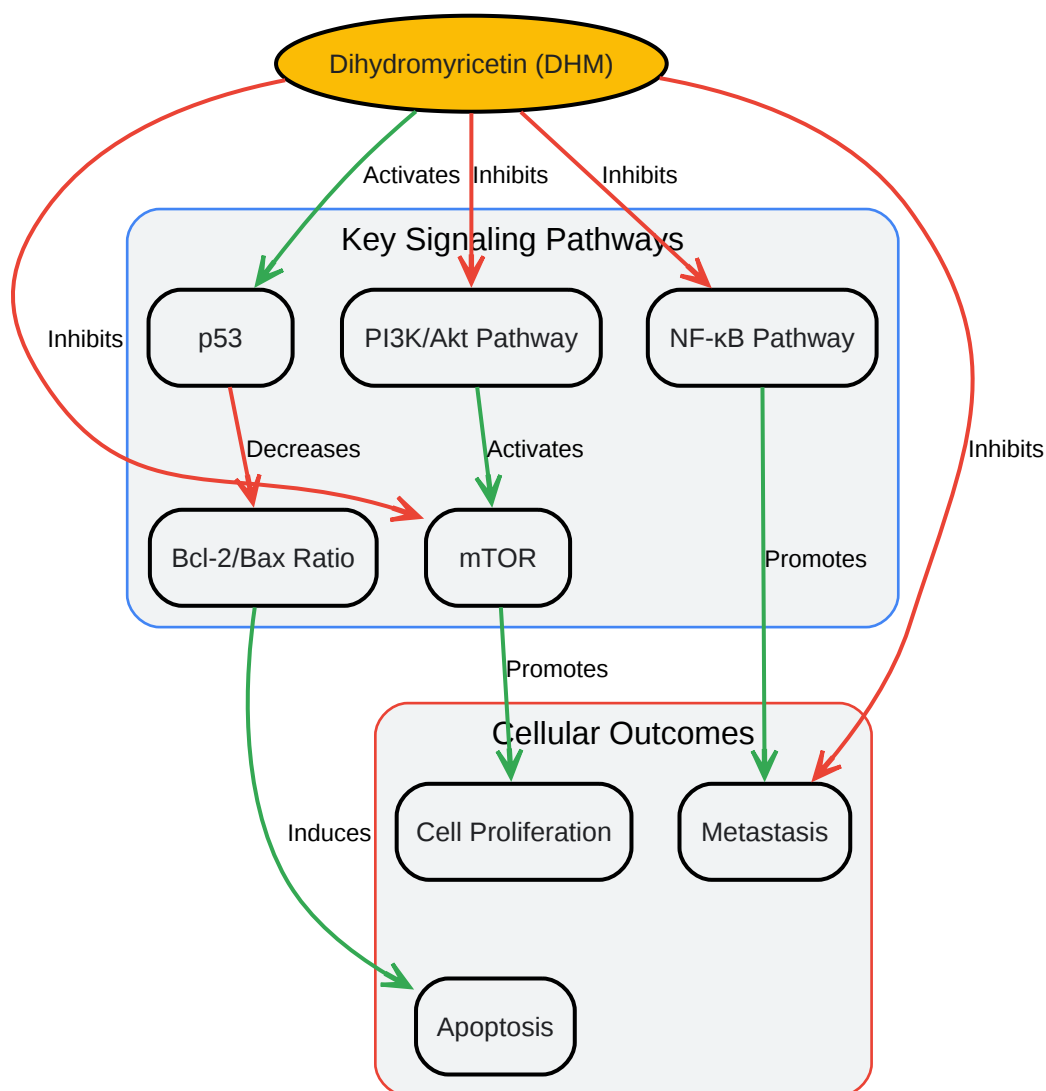 Dihydromyricetin (DHM)
Activates
Inhibits
Inhibits
Key Signaling Pathways
p53
PI3K/Akt Pathway
NF-κB Pathway
Inhibits
Decreases
Activates
Inhibits
Bcl-2/Bax Ratio
mTOR
Promotes
Promotes
Cellular Outcomes
Induces
Cell Proliferation
Metastasis
Apoptosis